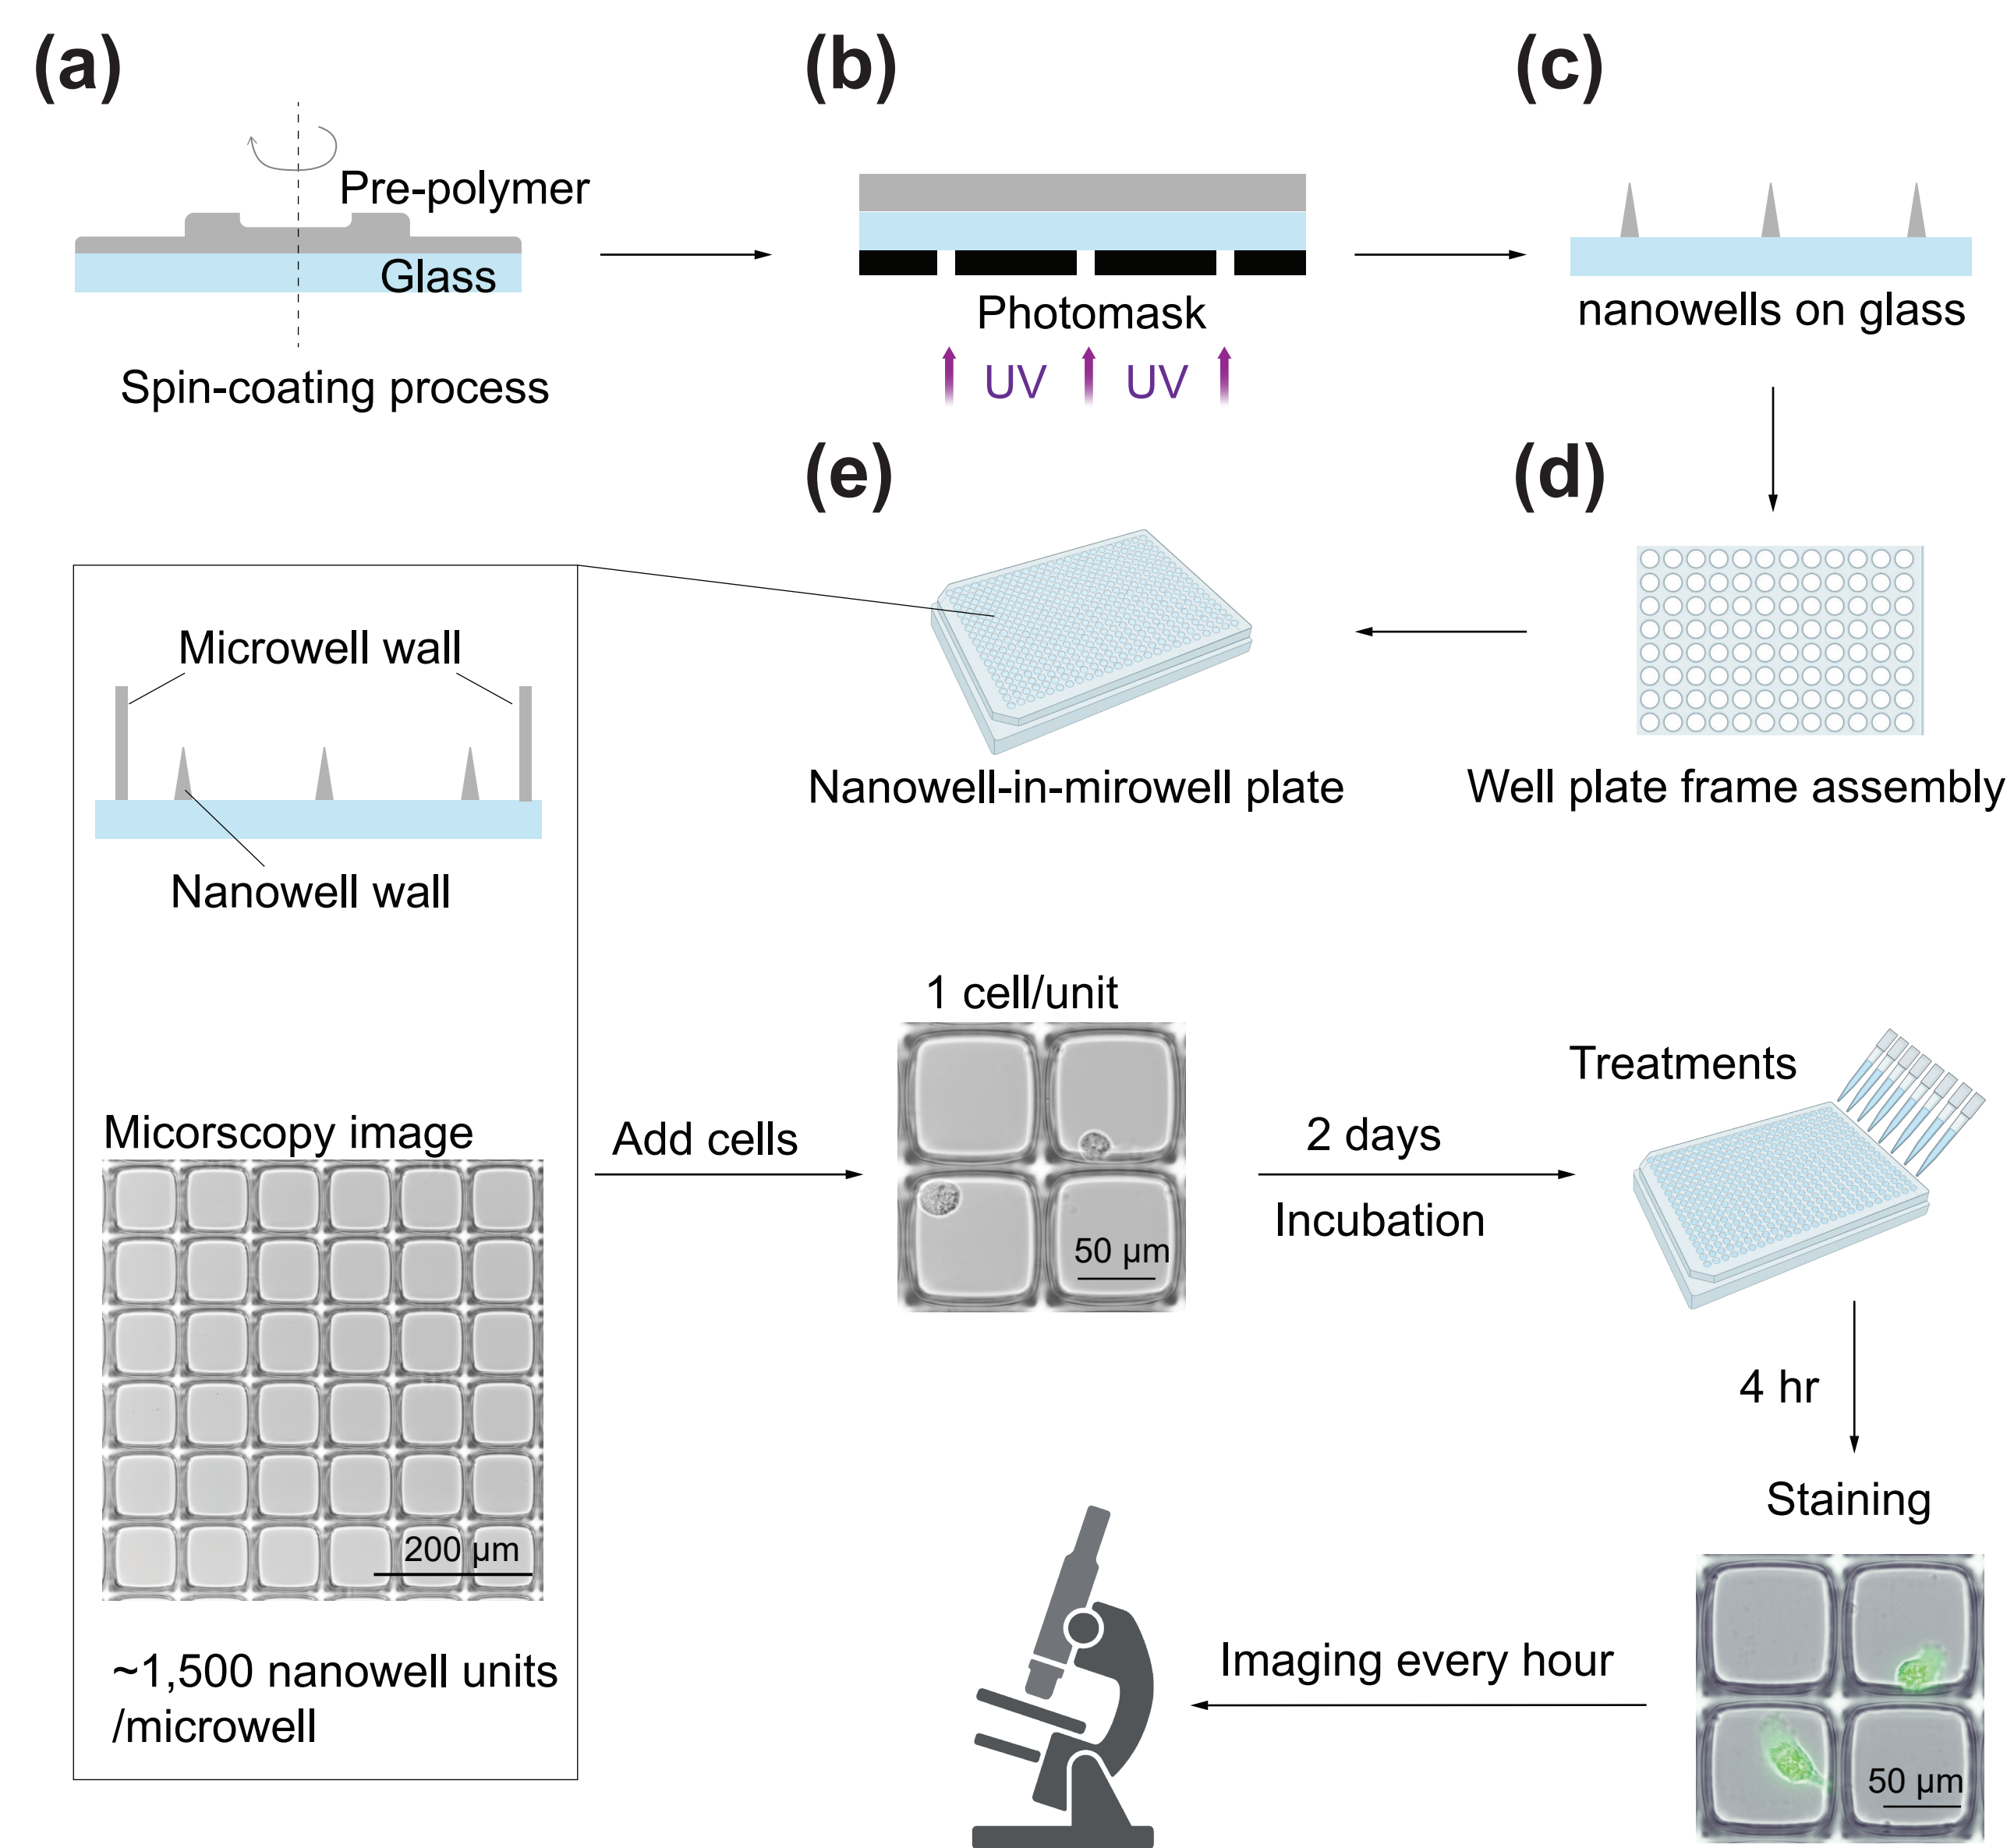 (a)
Pre-polymer
Glass
Spin-coating process
(b)
Photomask
UV UV
(c)
nanowells on glass
(d)
Well plate frame assembly
(e)
Nanowell-in-mirowell plate
Microwell wall
Nanowell wall
Micorscopy image
200 µm
~1,500 nanowell units
/microwell
Add cells
1 cell/unit
50 µm
2 days
Incubation
Treatments
4 hr
Staining
50 µm
Imaging every hour